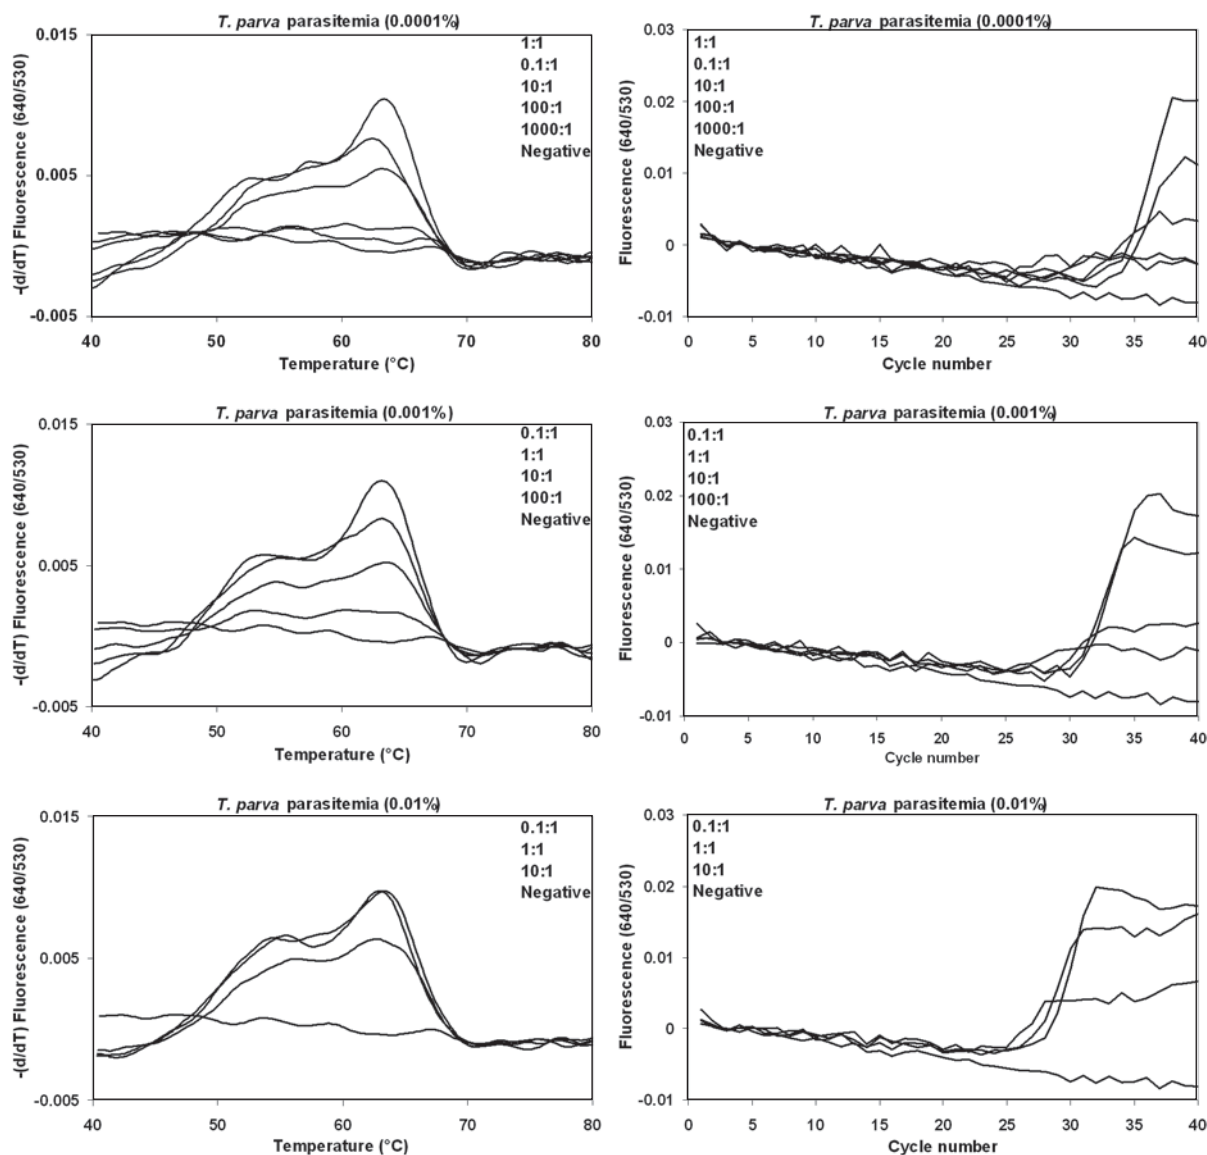 T. parva parasitemia (0.0001%)
0.015
0.005
-0.005
-(d/dT) Fluorescence (640/530)
1:1
0.1:1
10:1
100:1
1000:1
Negative
40 50 60 70 80
Temperature (°C)
T. parva parasitemia (0.0001%)
0.03
0.02
0.01
0
-0.01
Fluorescence (640/530)
1:1
0.1:1
10:1
100:1
1000:1
Negative
0 5 10 15 20 25 30 35 40
Cycle number
T. parva parasitemia (0.001%)
0.015
0.005
-0.005
-(d/dT) Fluorescence (640/530)
0.1:1
1:1
10:1
100:1
Negative
40 50 60 70 80
Temperature (°C)
T. parva parasitemia (0.001%)
0.03
0.02
0.01
0
-0.01
Fluorescence (640/530)
0.1:1
1:1
10:1
100:1
Negative
0 5 10 15 20 25 30 35 40
Cycle number
T. parva parasitemia (0.01%)
0.015
0.005
-0.005
-(d/dT) Fluorescence (640/530)
0.1:1
1:1
10:1
Negative
40 50 60 70 80
Temperature (°C)
T. parva parasitemia (0.01%)
0.03
0.02
0.01
0
-0.01
Fluorescence (640/530)
0.1:1
1:1
10:1
Negative
0 5 10 15 20 25 30 35 40
Cycle number